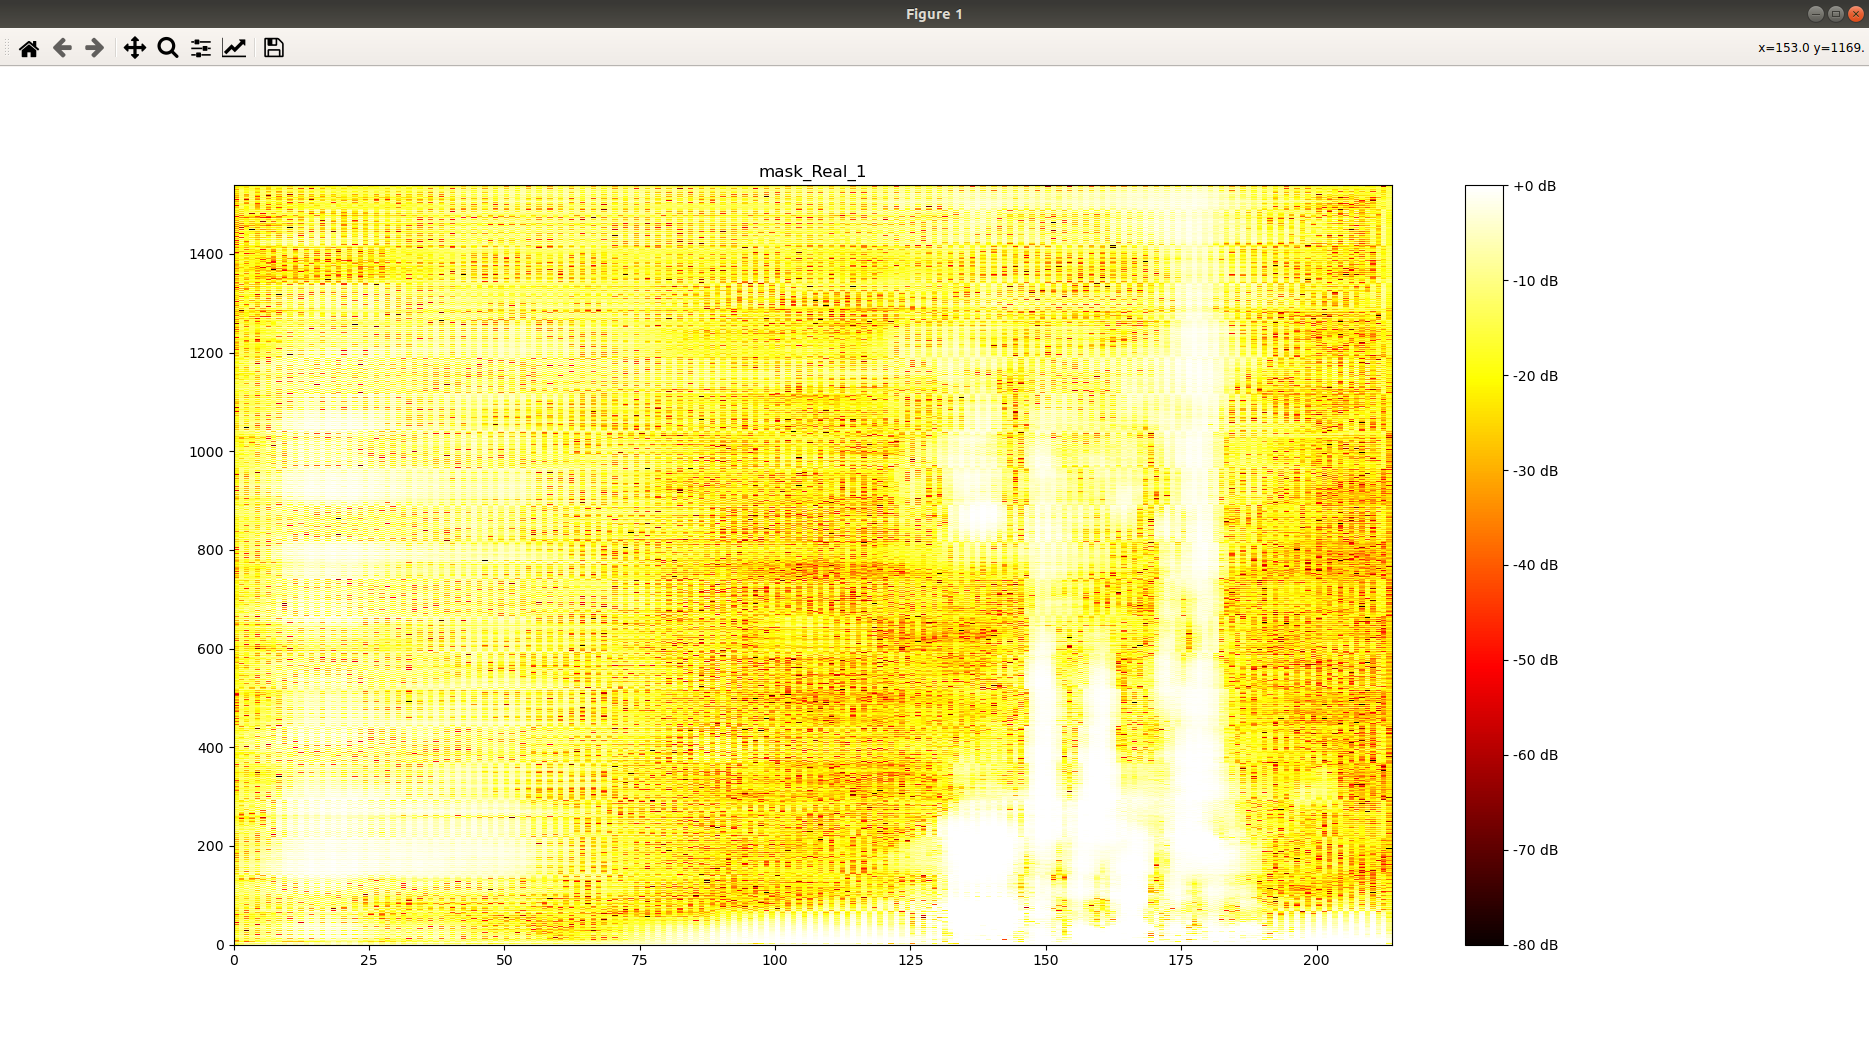 Figure 1
x=153.0 y=1169.
mask_Real_1
1400
1200
1000
800
600
400
200
0
0 25 50 75 100 125 150 175 200
+0 dB
-10 dB
-20 dB
-30 dB
-40 dB
-50 dB
-60 dB
-70 dB
-80 dB